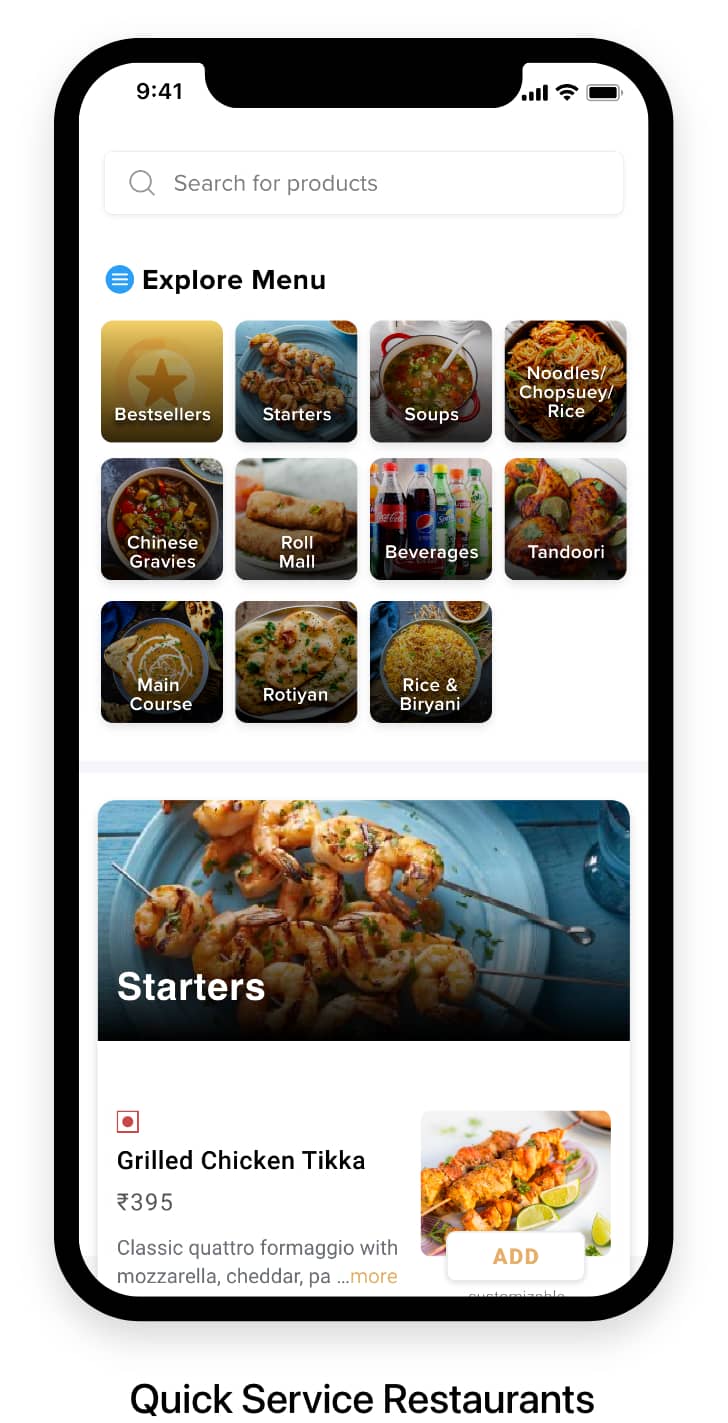 9:41
Search for products
Explore Menu
Bestsellers
Starters
Soups
Noodles/
Chopsuey/
Rice
Chinese
Gravies
Roll
Mall
Beverages
Tandoori
Main
Course
Rotiyan
Rice &
Biryani
Starters
Grilled Chicken Tikka
₹395
Classic quattro formaggio with
mozzarella, cheddar, pa ...more
ADD
customizable
Quick Service Restaurants